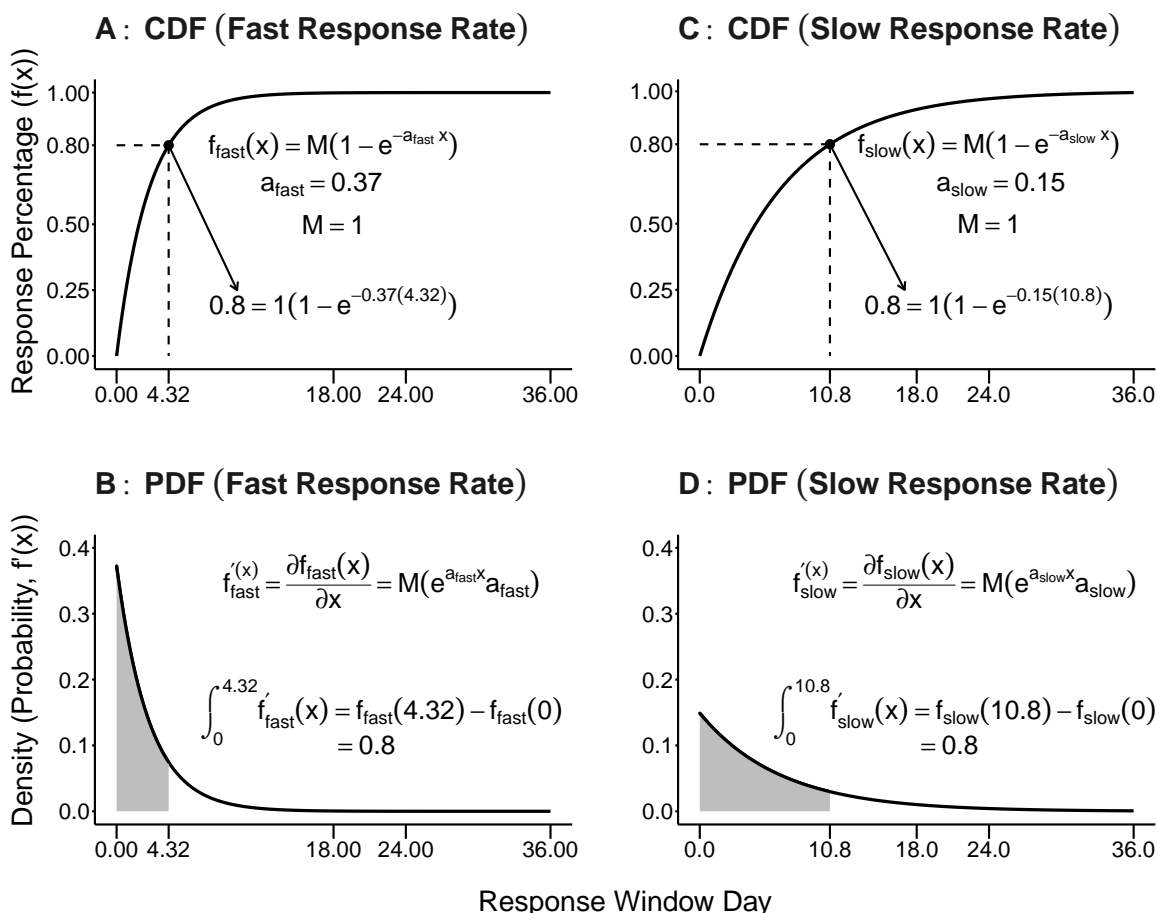 A : CDF (Fast Response Rate)
Response Percentage (f(x))
1.00
0.80
0.50
0.25
0.00
f_fast(x) = M(1 − e^{−a_fast x})
a_fast = 0.37
M = 1
0.8 = 1(1 − e^{−0.37(4.32)})
0.00 4.32 18.00 24.00 36.00
C : CDF (Slow Response Rate)
1.00
0.80
0.50
0.25
0.00
f_slow(x) = M(1 − e^{−a_slow x})
a_slow = 0.15
M = 1
0.8 = 1(1 − e^{−0.15(10.8)})
0.0 10.8 18.0 24.0 36.0
B : PDF (Fast Response Rate)
Density (Probability, f'(x))
0.4
0.3
0.2
0.1
0.0
f_fast^{′(x)} = ∂f_fast(x)/∂x = M(e^{a_fast x} a_fast)
∫_0^{4.32} f′_fast(x) = f_fast(4.32) − f_fast(0)
= 0.8
0.00 4.32 18.00 24.00 36.00
D : PDF (Slow Response Rate)
0.4
0.3
0.2
0.1
0.0
f_slow^{′(x)} = ∂f_slow(x)/∂x = M(e^{a_slow x} a_slow)
∫_0^{10.8} f′_slow(x) = f_slow(10.8) − f_slow(0)
= 0.8
0.0 10.8 18.0 24.0 36.0
Response Window Day